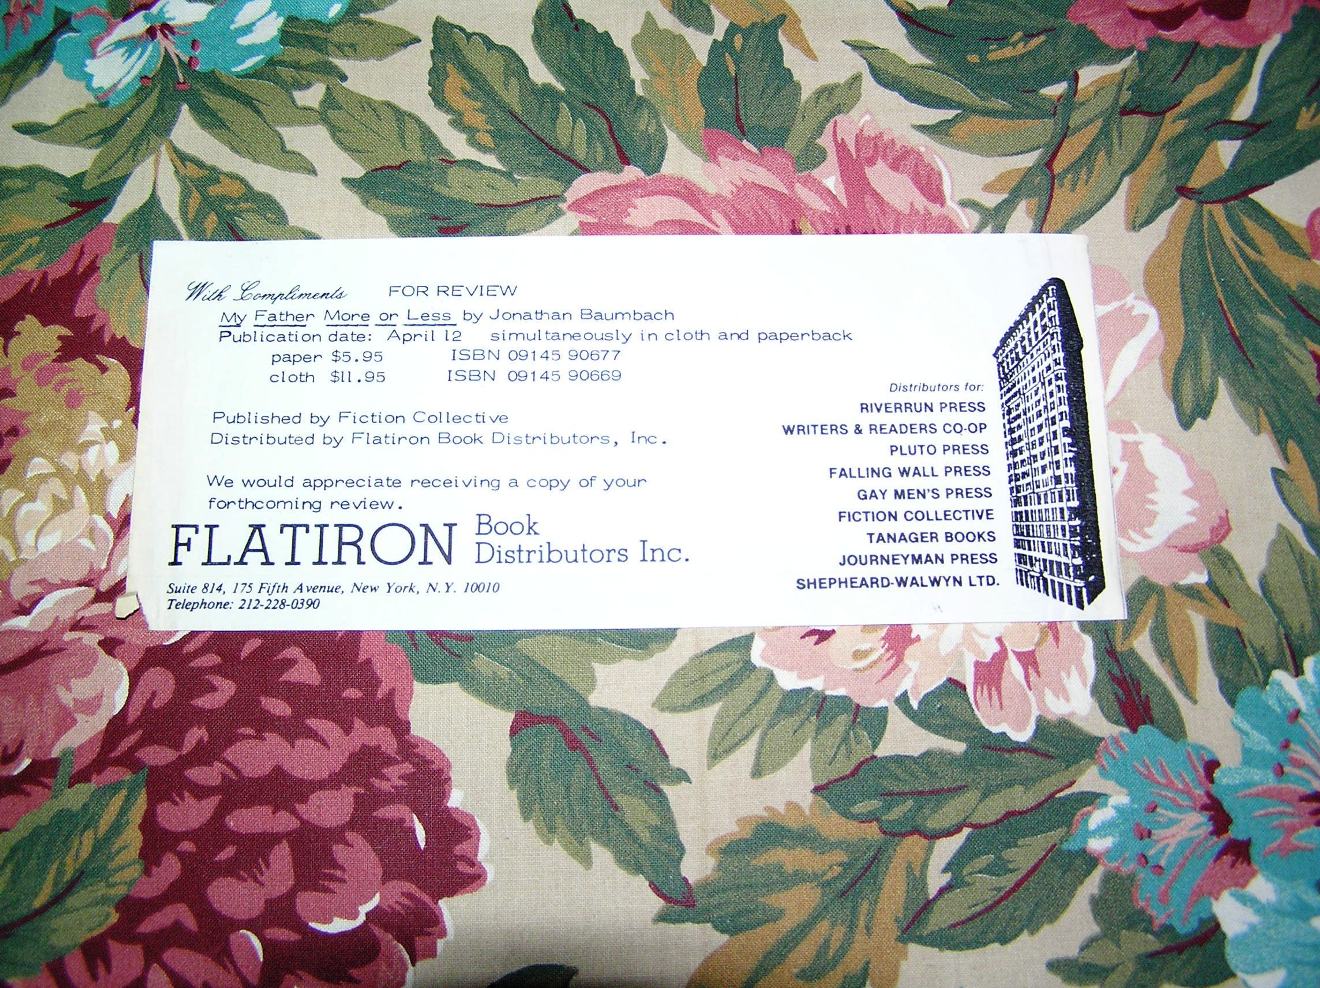 With Compliments FOR REVIEW
My Father More or Less by Jonathan Baumbach
Publication date: April 12 simultaneously in cloth and paperback
paper $5.95 ISBN 09145 90677
cloth $11.95 ISBN 09145 90669
Published by Fiction Collective
Distributed by Flatiron Book Distributors, Inc.
We would appreciate receiving a copy of your
forthcoming review.
FLATIRON Book
Distributors Inc.
Suite 814, 175 Fifth Avenue, New York, N.Y. 10010
Telephone: 212-228-0390
Distributors for:
RIVERRUN PRESS
WRITERS & READERS CO-OP
PLUTO PRESS
FALLING WALL PRESS
GAY MEN'S PRESS
FICTION COLLECTIVE
TANAGER BOOKS
JOURNEYMAN PRESS
SHEPHEARD-WALWYN LTD.